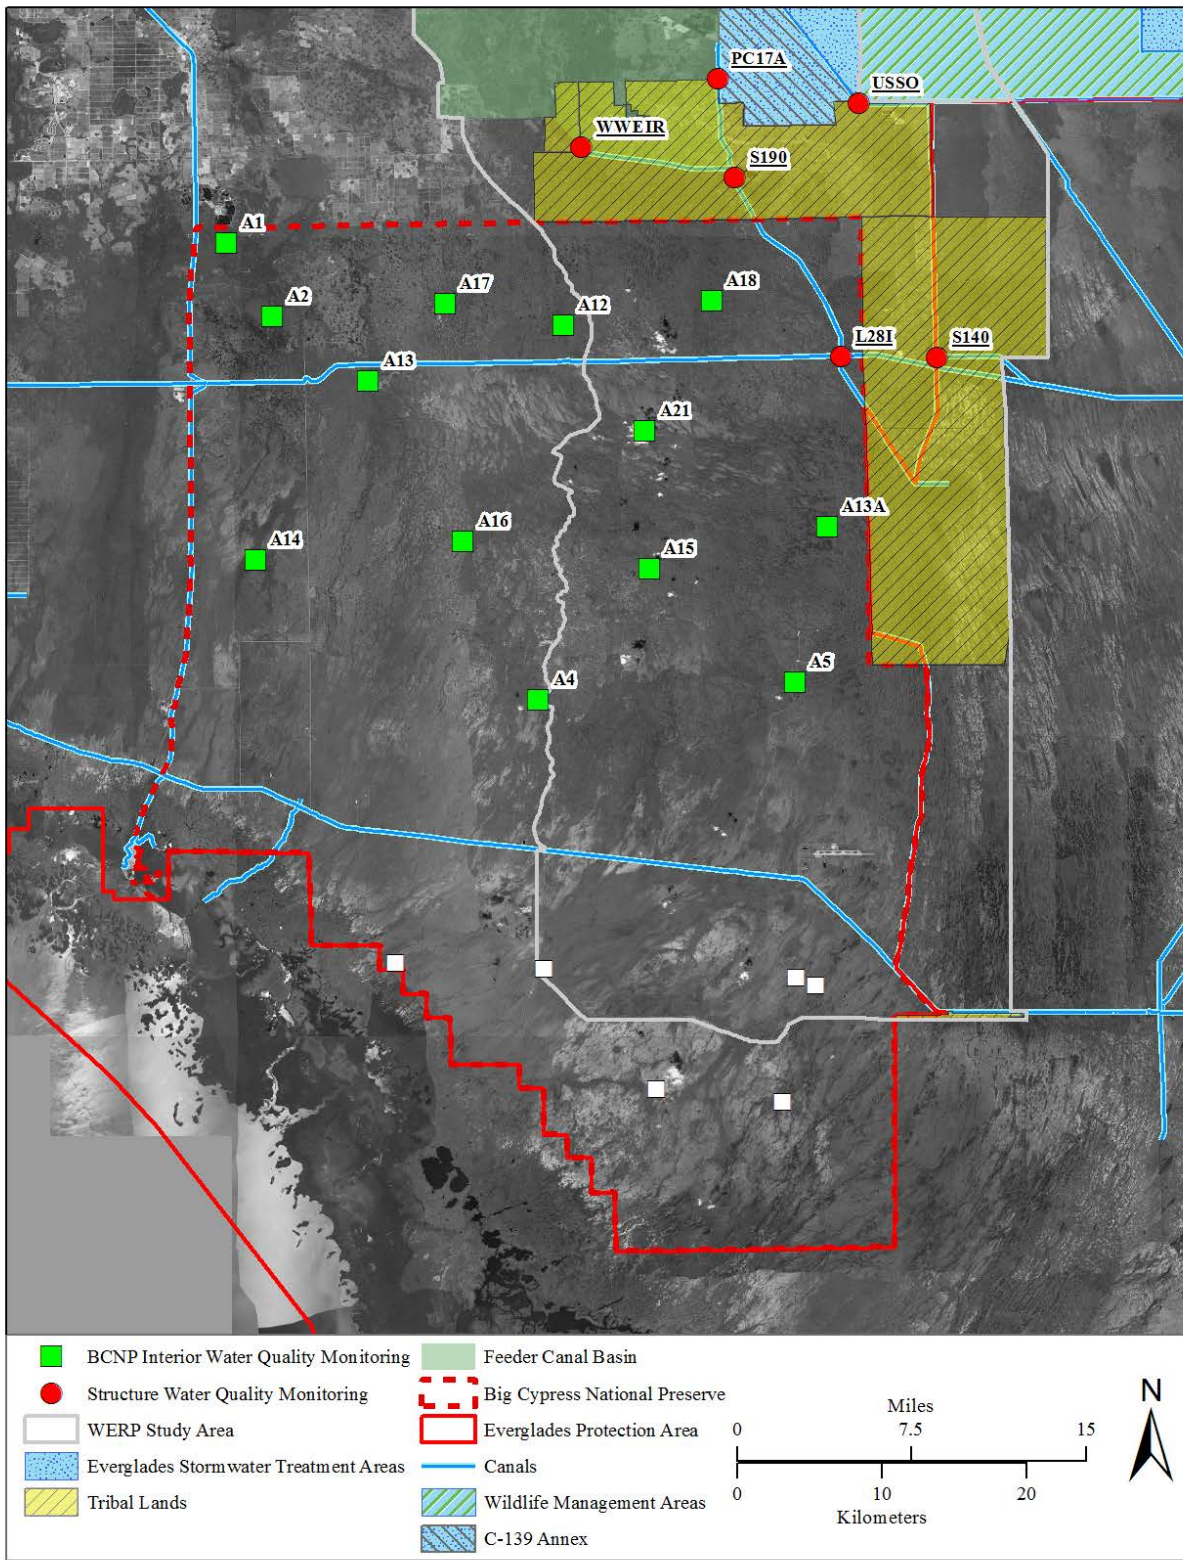 PC17A
USSO
WWEIR
S190
A1
A2
A17
A12
A18
L28I
S140
A13
A21
A13A
A14
A16
A15
A4
A5
BCNP Interior Water Quality Monitoring
Structure Water Quality Monitoring
WERP Study Area
Everglades Stormwater Treatment Areas
Tribal Lands
Feeder Canal Basin
Big Cypress National Preserve
Everglades Protection Area
Canals
Wildlife Management Areas
C-139 Annex
Miles
0 7.5 15
0 10 20
Kilometers
N